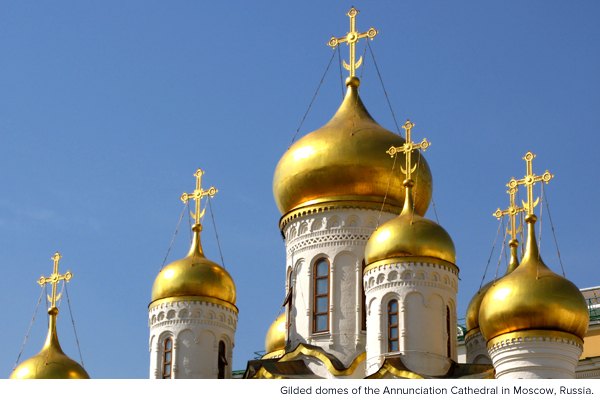 Gilded domes of the Annunciation Cathedral in Moscow, Russia.